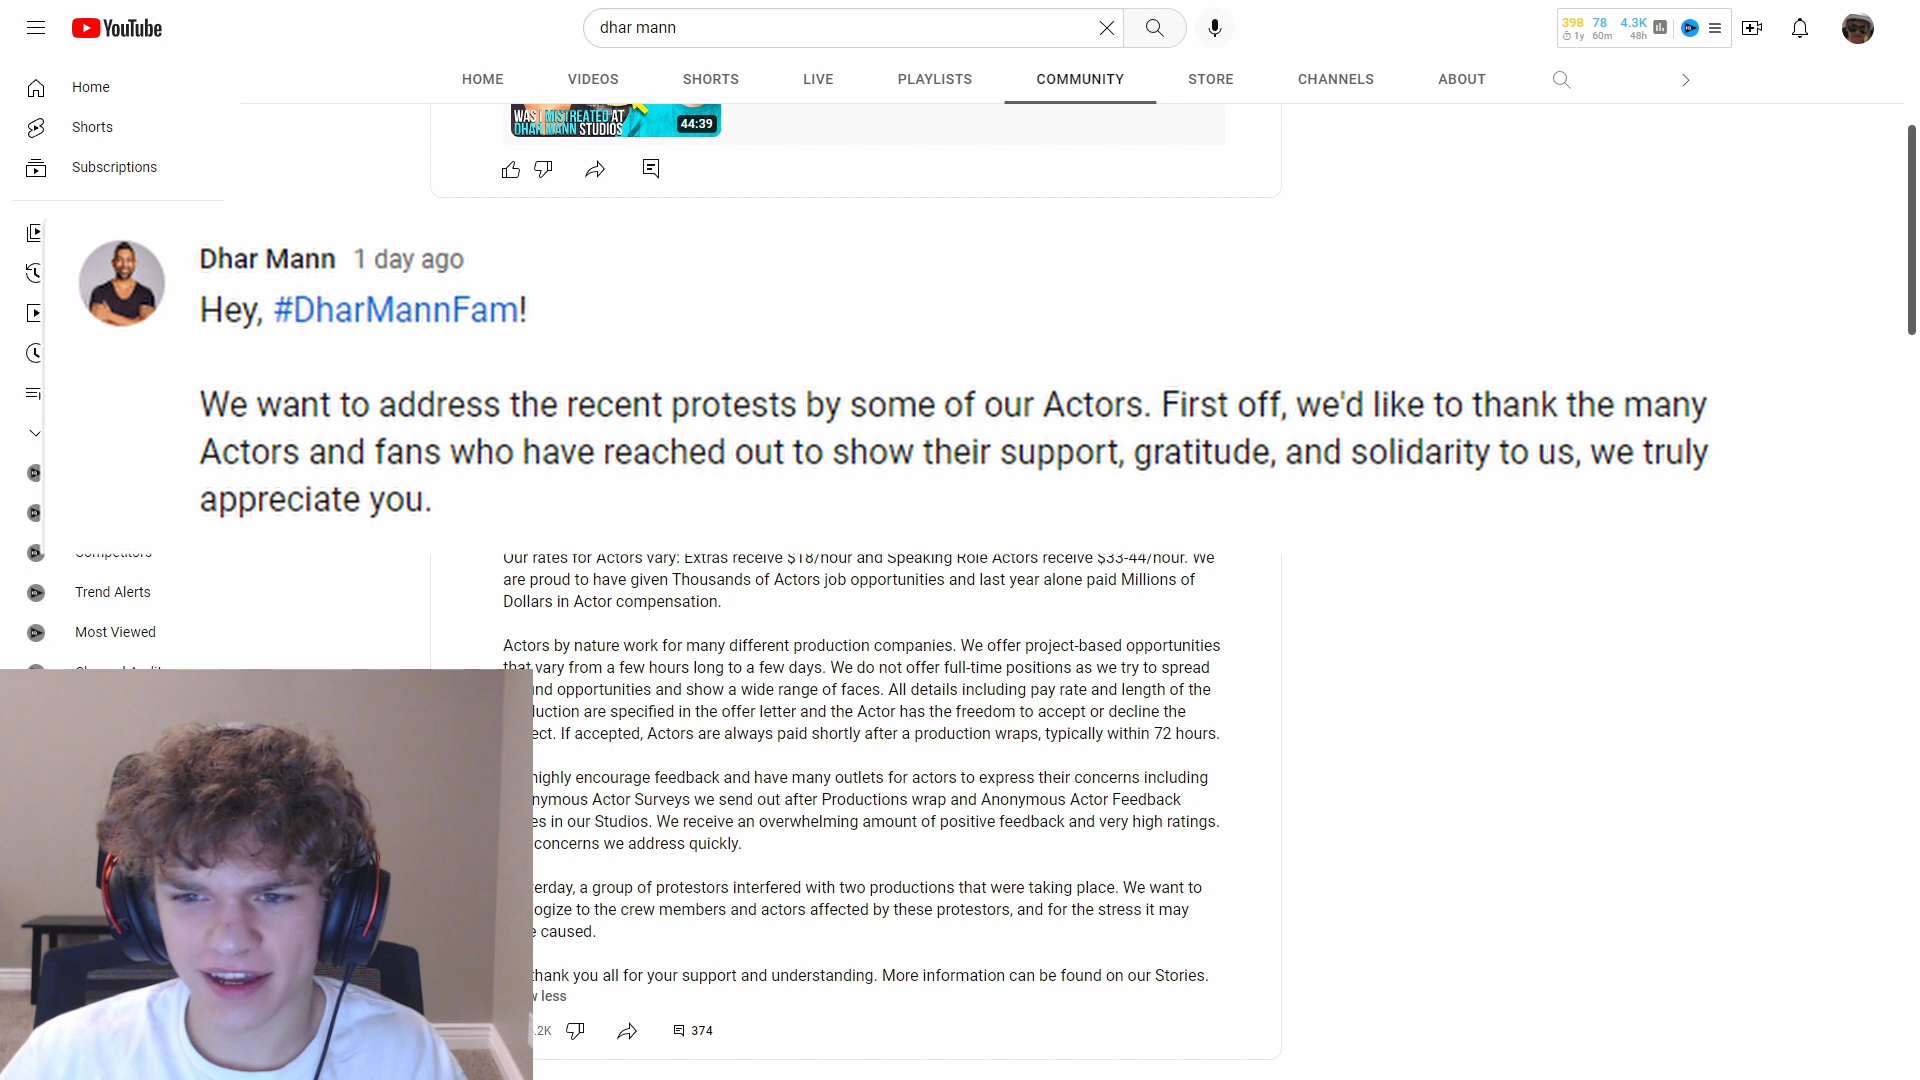 YouTube
dhar mann
398 78 4.3K
1y 60m 48h
HOME VIDEOS SHORTS LIVE PLAYLISTS COMMUNITY STORE CHANNELS ABOUT
Home
Shorts
Subscriptions
WAS I MISTREATED AT
DHAR MANN STUDIOS
44:39
Dhar Mann 1 day ago
Hey, #DharMannFam!
We want to address the recent protests by some of our Actors. First off, we'd like to thank the many
Actors and fans who have reached out to show their support, gratitude, and solidarity to us, we truly
appreciate you.
Competitors
Trend Alerts
Most Viewed
Our rates for Actors vary: Extras receive $18/hour and Speaking Role Actors receive $33-44/hour. We
are proud to have given Thousands of Actors job opportunities and last year alone paid Millions of
Dollars in Actor compensation.
Actors by nature work for many different production companies. We offer project-based opportunities
that vary from a few hours long to a few days. We do not offer full-time positions as we try to spread
opportunities and show a wide range of faces. All details including pay rate and length of the
are specified in the offer letter and the Actor has the freedom to accept or decline the
If accepted, Actors are always paid shortly after a production wraps, typically within 72 hours.
highly encourage feedback and have many outlets for actors to express their concerns including
Actor Surveys we send out after Productions wrap and Anonymous Actor Feedback
in our Studios. We receive an overwhelming amount of positive feedback and very high ratings.
concerns we address quickly.
a group of protestors interfered with two productions that were taking place. We want to
to the crew members and actors affected by these protestors, and for the stress it may
caused.
thank you all for your support and understanding. More information can be found on our Stories.
less
374